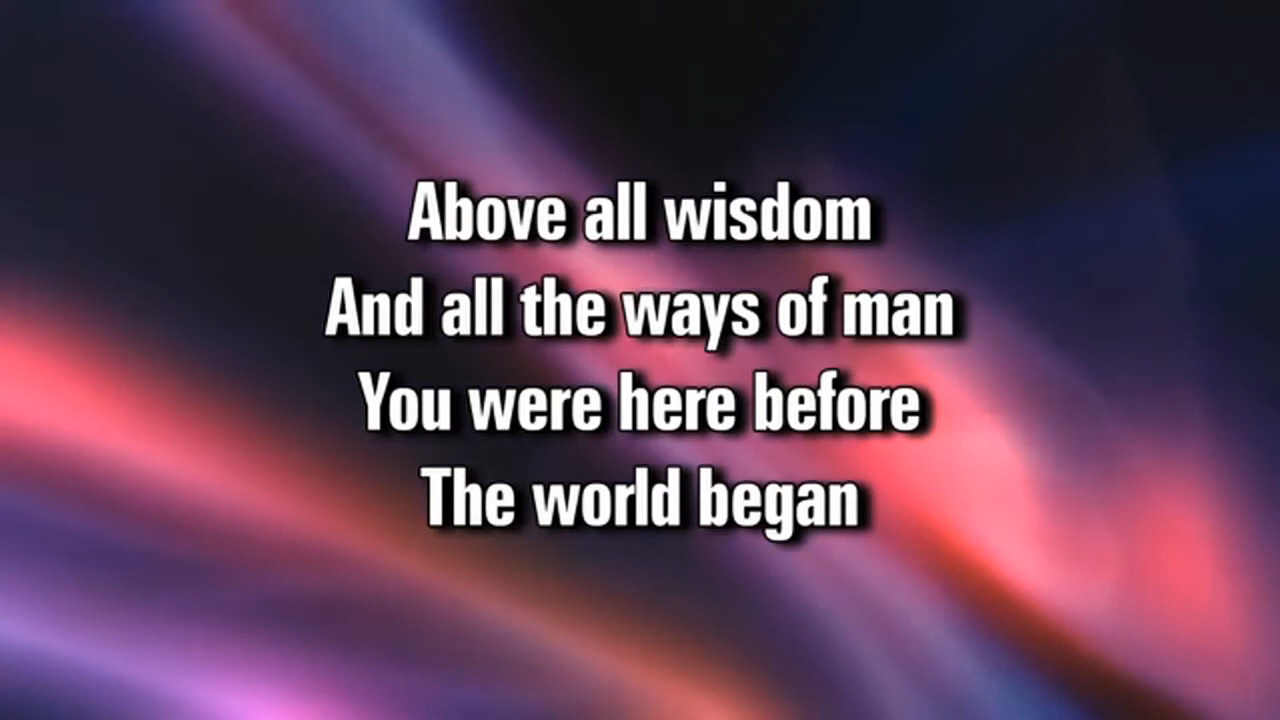 Above all wisdom
And all the ways of man
You were here before
The world began